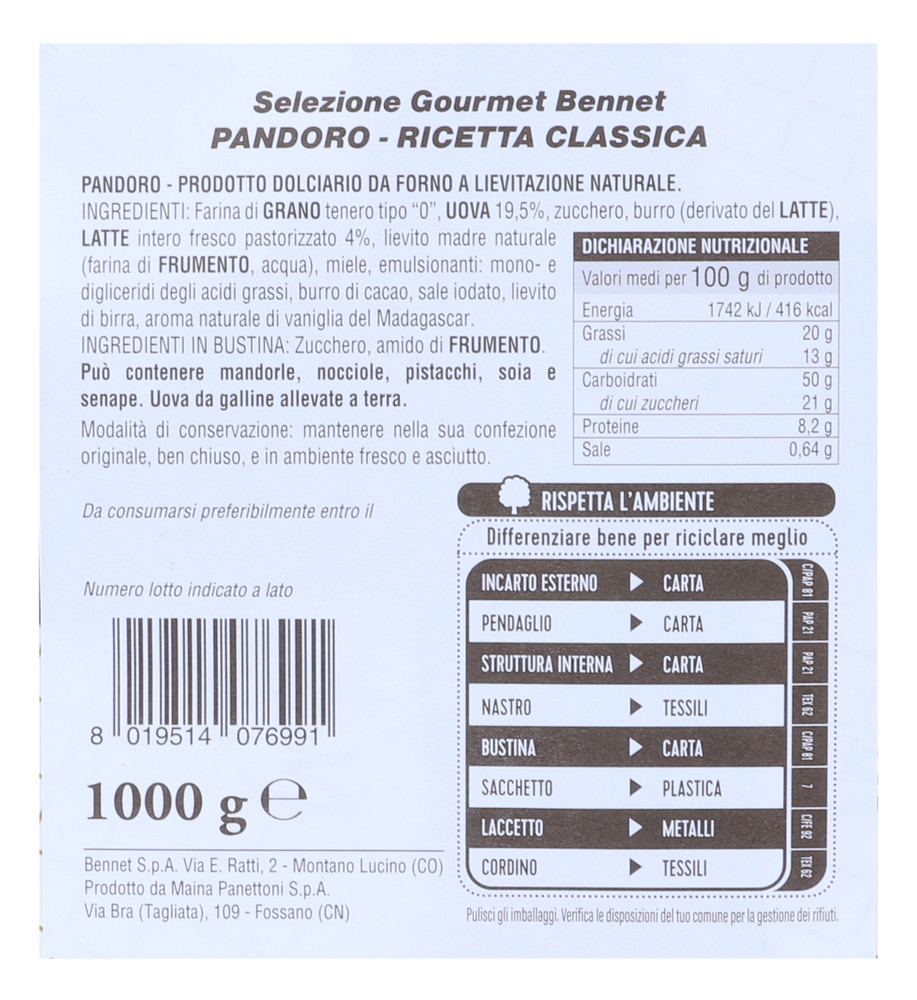 Selezione Gourmet Bennet
PANDORO - RICETTA CLASSICA
PANDORO - PRODOTTO DOLCIARIO DA FORNO A LIEVITAZIONE NATURALE.
INGREDIENTI: Farina di GRANO tenero tipo “0”, UOVA 19,5%, zucchero, burro (derivato del LATTE),
LATTE intero fresco pastorizzato 4%, lievito madre naturale
(farina di FRUMENTO, acqua), miele, emulsionanti: mono- e
digliceridi degli acidi grassi, burro di cacao, sale iodato, lievito
di birra, aroma naturale di vaniglia del Madagascar.
INGREDIENTI IN BUSTINA: Zucchero, amido di FRUMENTO.
Può contenere mandorle, nocciole, pistacchi, soia e
senape. Uova da galline allevate a terra.
Modalità di conservazione: mantenere nella sua confezione
originale, ben chiuso, e in ambiente fresco e asciutto.
DICHIARAZIONE NUTRIZIONALE
Valori medi per 100 g di prodotto
Energia 1742 kJ / 416 kcal
Grassi 20 g
di cui acidi grassi saturi 13 g
Carboidrati 50 g
di cui zuccheri 21 g
Proteine 8,2 g
Sale 0,64 g
Da consumarsi preferibilmente entro il
Numero lotto indicato a lato
8 019514 076991
1000 g ℮
Bennet S.p.A. Via E. Ratti, 2 - Montano Lucino (CO)
Prodotto da Maina Panettoni S.p.A.
Via Bra (Tagliata), 109 - Fossano (CN)
RISPETTA L'AMBIENTE
Differenziare bene per riciclare meglio
INCARTO ESTERNO ▶ CARTA C/PAP 81
PENDAGLIO ▶ CARTA PAP 21
STRUTTURA INTERNA ▶ CARTA PAP 21
NASTRO ▶ TESSILI TEX 62
BUSTINA ▶ CARTA C/PAP 81
SACCHETTO ▶ PLASTICA 7
LACCETTO ▶ METALLI C/FE 92
CORDINO ▶ TESSILI TEX 62
Pulisci gli imballaggi. Verifica le disposizioni del tuo comune per la gestione dei rifiuti.